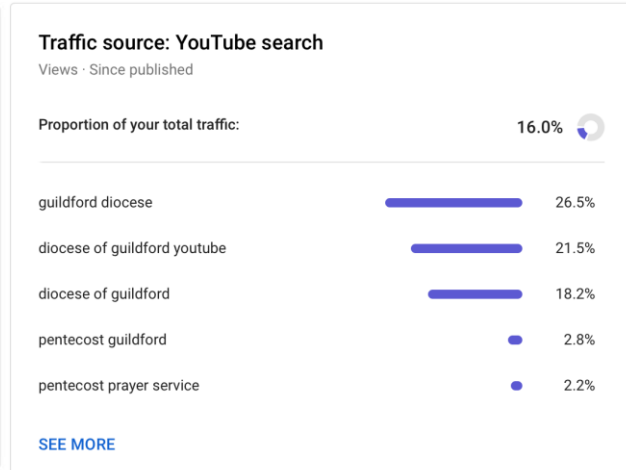 Traffic source: YouTube search
Views · Since published
Proportion of your total traffic: 16.0%
guildford diocese 26.5%
diocese of guildford youtube 21.5%
diocese of guildford 18.2%
pentecost guildford 2.8%
pentecost prayer service 2.2%
SEE MORE